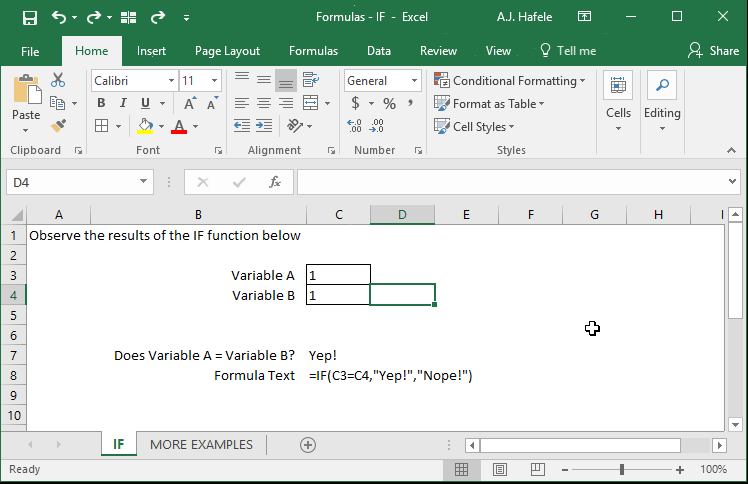 Formulas - IF - Excel
A.J. Hafele
File Home Insert Page Layout Formulas Data Review View Tell me Share
Calibri 11 General Conditional Formatting
Paste B I U A A $ % , Format as Table Cells Editing
A .0 .00 .00 .0 Cell Styles
Clipboard Font Alignment Number Styles
D4 fx
A B C D E F G H I
1 Observe the results of the IF function below
2
3 Variable A 1
4 Variable B 1
5
6
7 Does Variable A = Variable B? Yep!
8 Formula Text =IF(C3=C4,"Yep!","Nope!")
9
10
IF MORE EXAMPLES
Ready 100%